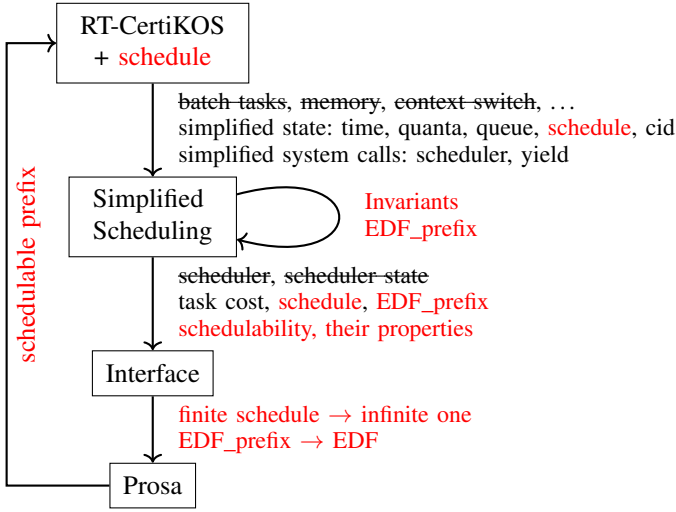 RT-CertiKOS
+ schedule
batch tasks, memory, context switch, ...
simplified state: time, quanta, queue, schedule, cid
simplified system calls: scheduler, yield
Simplified
Scheduling
Invariants
EDF_prefix
schedulable prefix
scheduler, scheduler state
task cost, schedule, EDF_prefix
schedulability, their properties
Interface
finite schedule → infinite one
EDF_prefix → EDF
Prosa